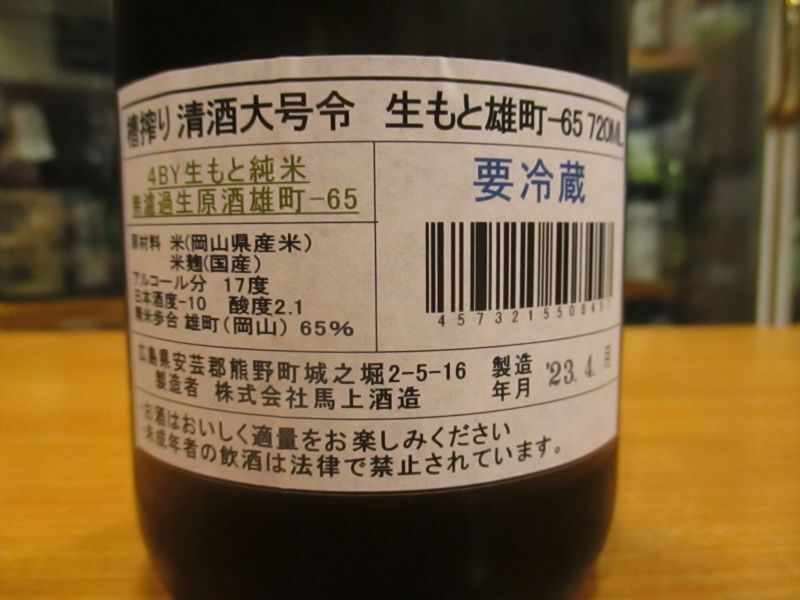 槽搾り 清酒大号令 生もと雄町-65 720ML
4BY生もと純米
無濾過生原酒雄町-65
要冷蔵
原材料 米(岡山県産米)
米麹(国産)
アルコール分 17度
日本酒度-10 酸度2.1
精米歩合 雄町(岡山) 65%
4573215508457
広島県安芸郡熊野町城之堀2-5-16
製造者 株式会社馬上酒造
製造年月 '23.4.月
・お酒はおいしく適量をお楽しみください
・未成年者の飲酒は法律で禁止されています。